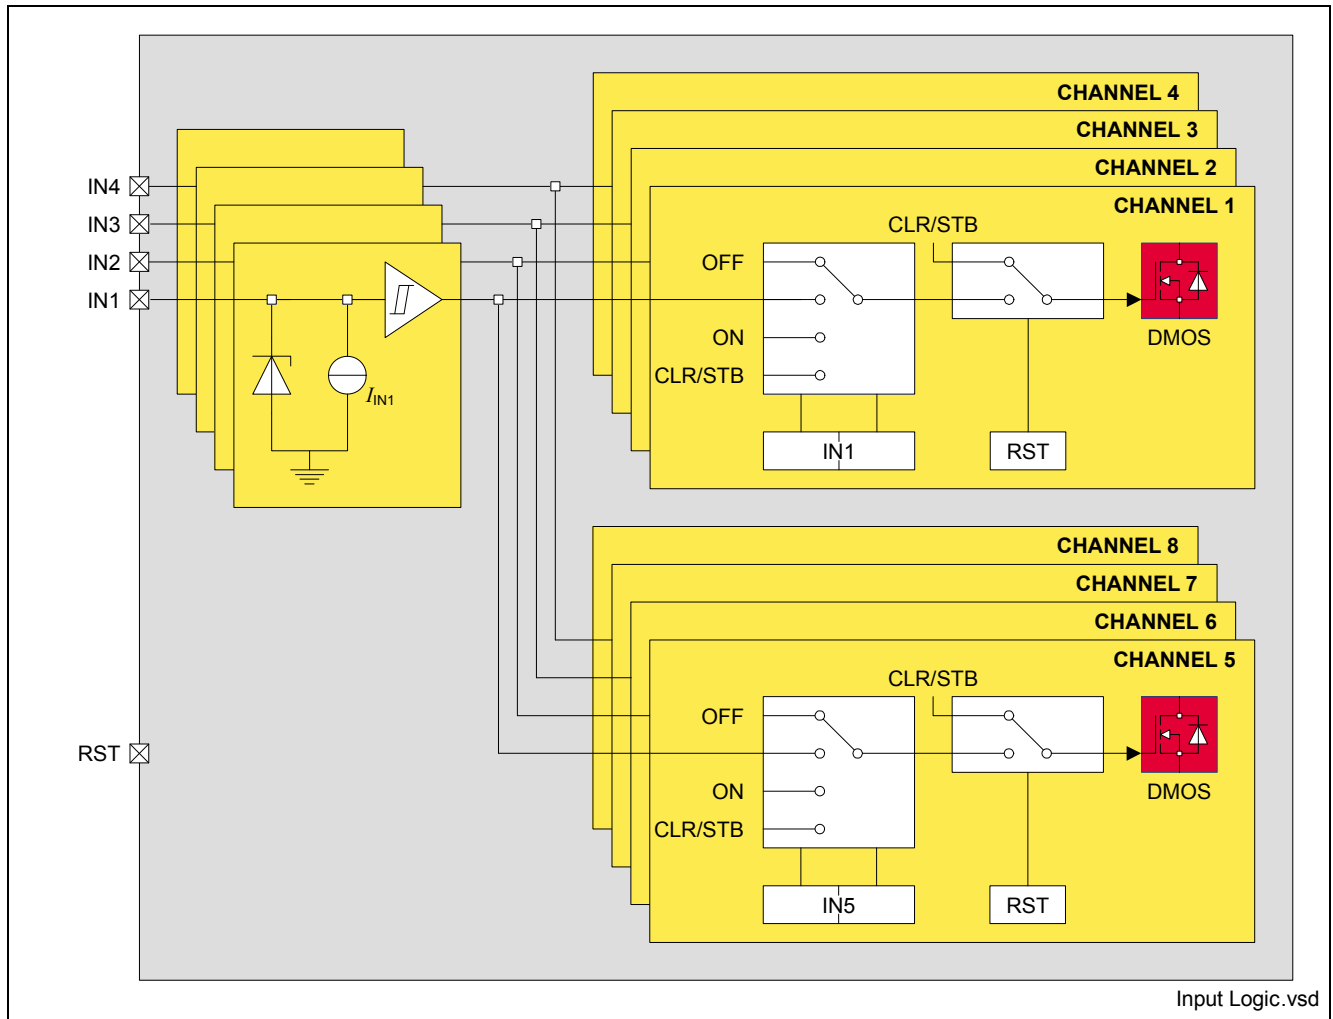 CHANNEL 4
CHANNEL 3
CHANNEL 2
CHANNEL 1
IN4
IN3
IN2
IN1
I IN1
CLR/STB
OFF
ON
CLR/STB
IN1
RST
DMOS
CHANNEL 8
CHANNEL 7
CHANNEL 6
CHANNEL 5
RST
CLR/STB
OFF
ON
CLR/STB
IN5
RST
DMOS
Input Logic.vsd